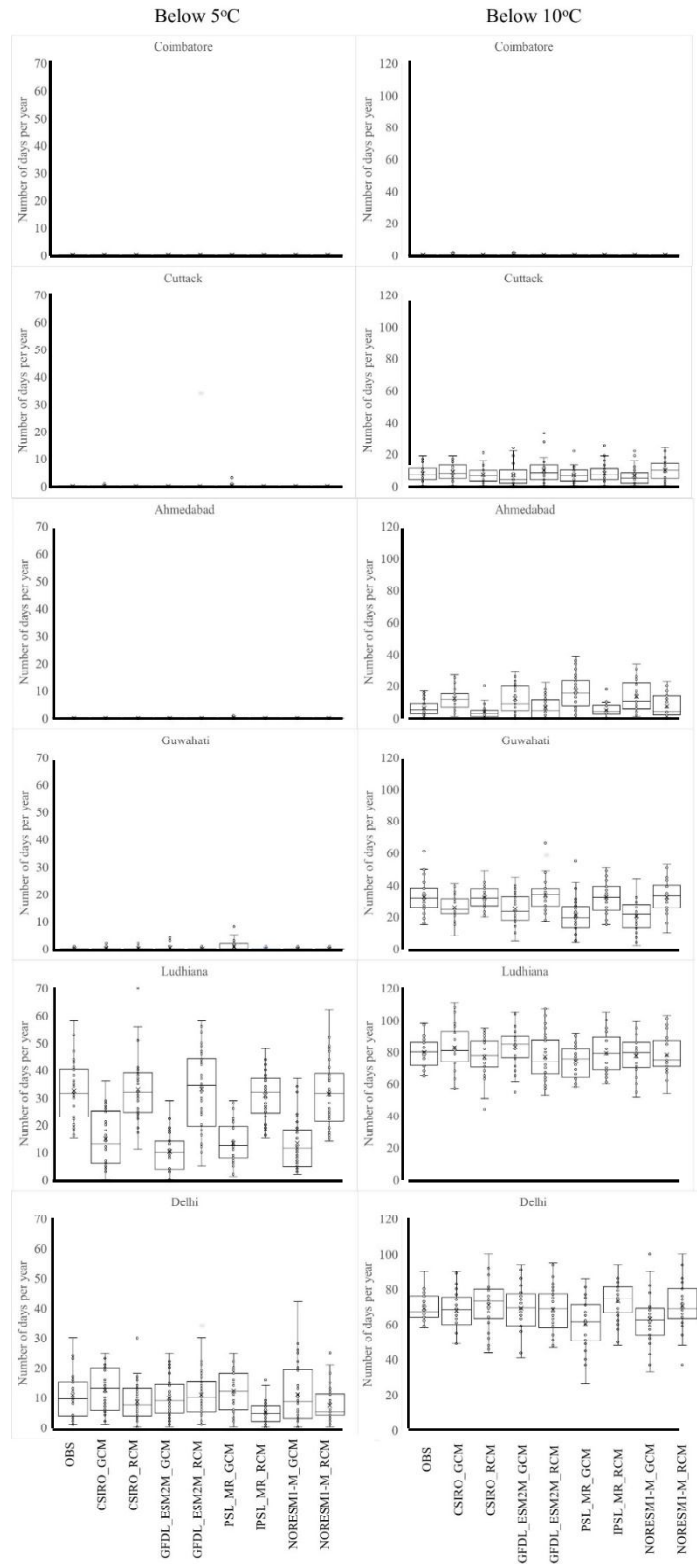 Below 5°C
Below 10°C
Coimbatore
Number of days per year
70
60
50
40
30
20
10
0
Coimbatore
Number of days per year
120
100
80
60
40
20
0
Cuttack
Number of days per year
70
60
50
40
30
20
10
0
Cuttack
Number of days per year
120
100
80
60
40
20
0
Ahmedabad
Number of days per year
70
60
50
40
30
20
10
0
Ahmedabad
Number of days per year
120
100
80
60
40
20
0
Guwahati
Number of days per year
70
60
50
40
30
20
10
0
Guwahati
Number of days per year
120
100
80
60
40
20
0
Ludhiana
Number of days per year
70
60
50
40
30
20
10
0
Ludhiana
Number of days per year
120
100
80
60
40
20
0
Delhi
Number of days per year
70
60
50
40
30
20
10
0
OBS
CSIRO_GCM
CSIRO_RCM
GFDL_ESM2M_GCM
GFDL_ESM2M_RCM
PSL_MR_GCM
IPSL_MR_RCM
NORESM1-M_GCM
NORESM1-M_RCM
Delhi
Number of days per year
120
100
80
60
40
20
0
OBS
CSIRO_GCM
CSIRO_RCM
GFDL_ESM2M_GCM
GFDL_ESM2M_RCM
PSL_MR_GCM
IPSL_MR_RCM
NORESM1-M_GCM
NORESM1-M_RCM